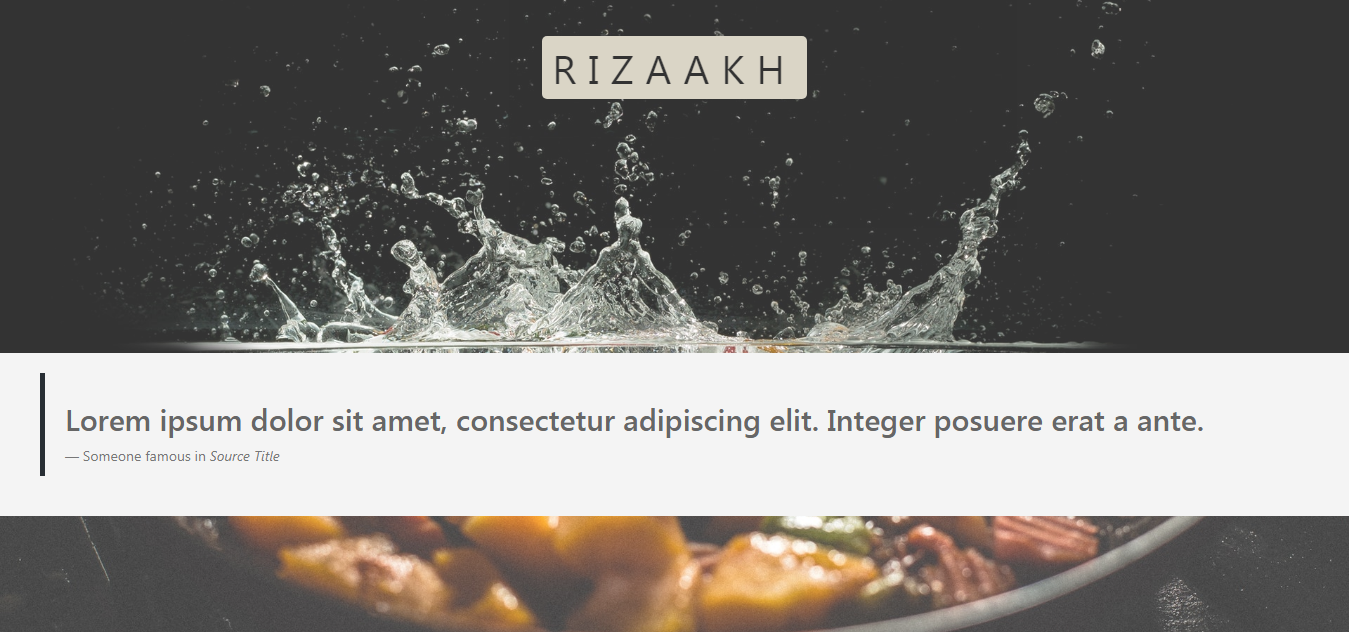 RIZAAKH
Lorem ipsum dolor sit amet, consectetur adipiscing elit. Integer posuere erat a ante.
— Someone famous in Source Title